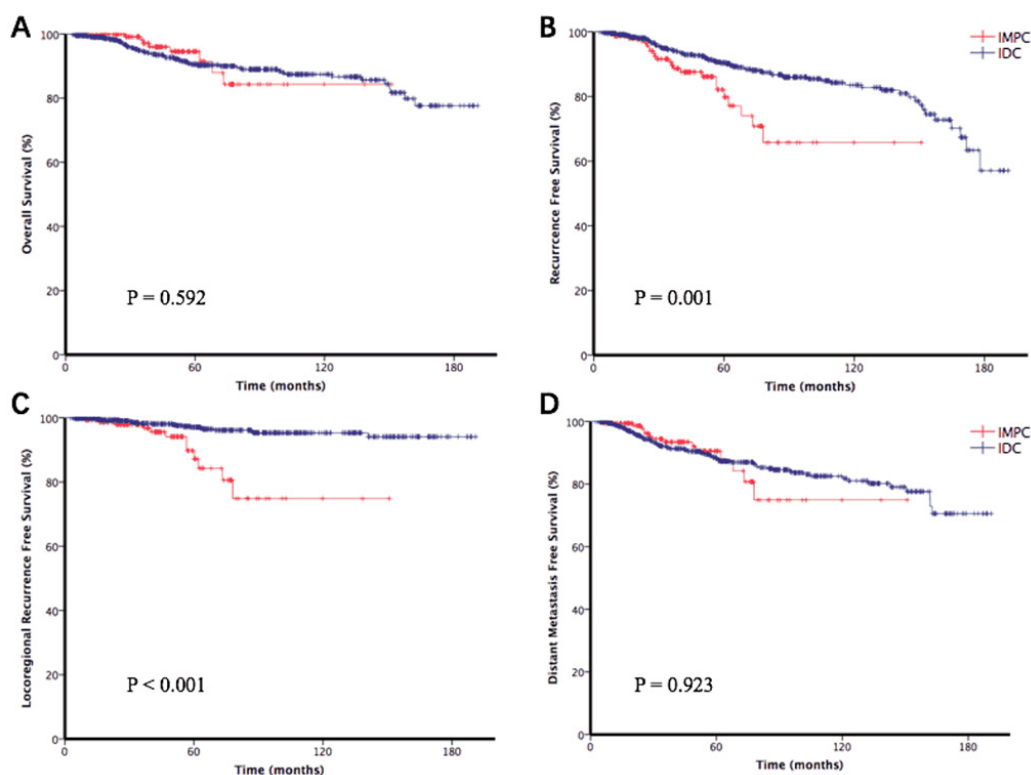 A
100
80
60
40
20
0
Overall Survival (%)
P = 0.592
0 60 120 180
Time (months)
B
IMPC
IDC
100
80
60
40
20
0
Recurrcence Free Survival (%)
P = 0.001
0 60 120 180
Time (months)
C
100
80
60
40
20
0
Locoregional Recurrence Free Survival (%)
P < 0.001
0 60 120 180
Time (months)
D
IMPC
IDC
100
80
60
40
20
0
Distant Metastasis Free Survival (%)
P = 0.923
0 60 120 180
Time (months)